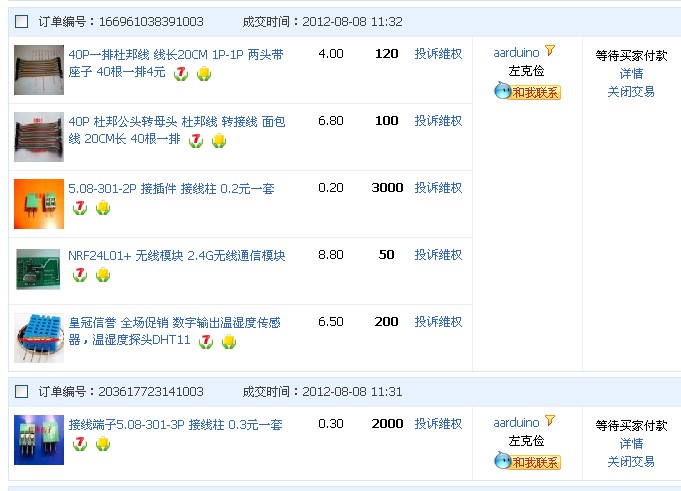 订单编号：166961038391003 成交时间：2012-08-08 11:32
40P一排杜邦线 线长20CM 1P-1P 两头带 4.00 120 投诉维权 aarduino 等待买家付款
座子 40根一排4元 7 左克俭 详情
和我联系 关闭交易
40P 杜邦公头转母头 杜邦线 转接线 面包 6.80 100 投诉维权
线 20CM长 40根一排 7
5.08-301-2P 接插件 接线柱 0.2元一套 0.20 3000 投诉维权
7
NRF24L01+ 无线模块 2.4G无线通信模块 8.80 50 投诉维权
7
皇冠信誉 全场促销 数字输出温湿度传感 6.50 200 投诉维权
器，温湿度探头DHT11 7
订单编号：203617723141003 成交时间：2012-08-08 11:31
接线端子5.08-301-3P 接线柱 0.3元一套 0.30 2000 投诉维权 aarduino 等待买家付款
7 左克俭 详情
和我联系 关闭交易